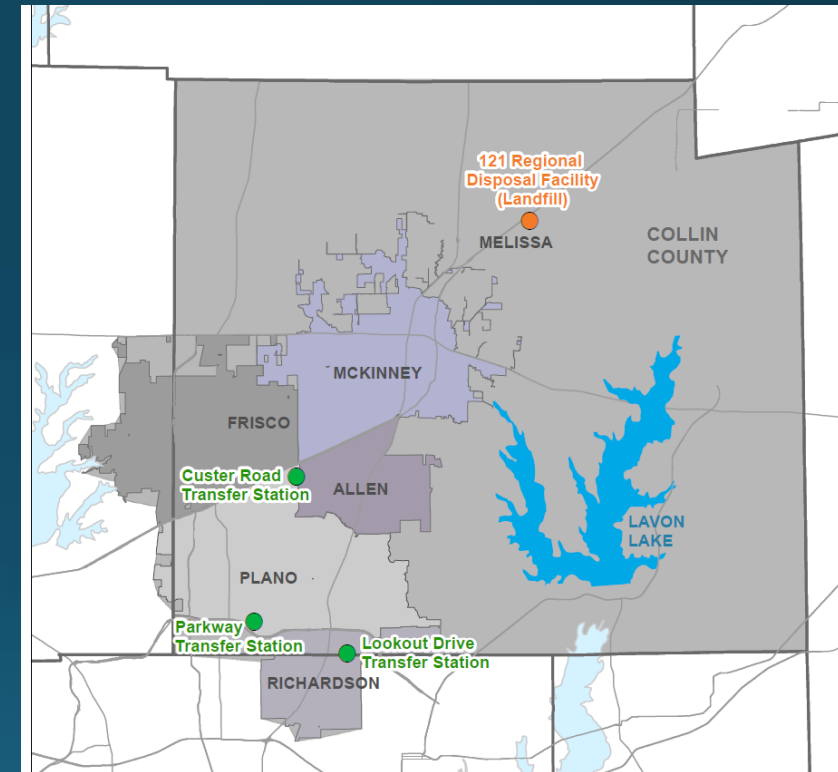 121 Regional
Disposal Facility
(Landfill)
MELISSA
COLLIN
COUNTY
MCKINNEY
FRISCO
Custer Road
Transfer Station
ALLEN
LAVON
LAKE
PLANO
Parkway
Transfer Station
Lookout Drive
Transfer Station
RICHARDSON